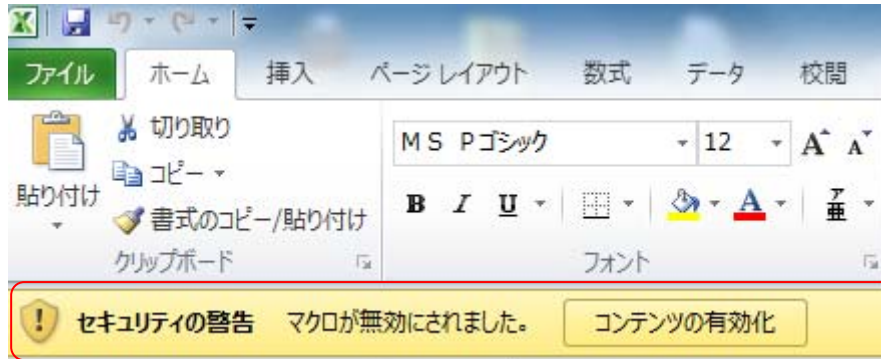 ファイル ホーム 挿入 ページ レイアウト 数式 データ 校閲
貼り付け
切り取り
コピー
書式のコピー/貼り付け
クリップボード
ＭＳ Ｐゴシック 12 A A
B I U A ア亜
フォント
セキュリティの警告 マクロが無効にされました。 コンテンツの有効化